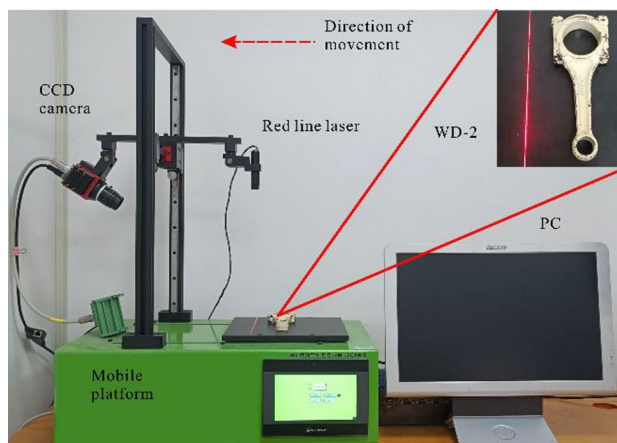 Direction of
movement
CCD
camera
Red line laser
WD-2
PC
Mobile
platform